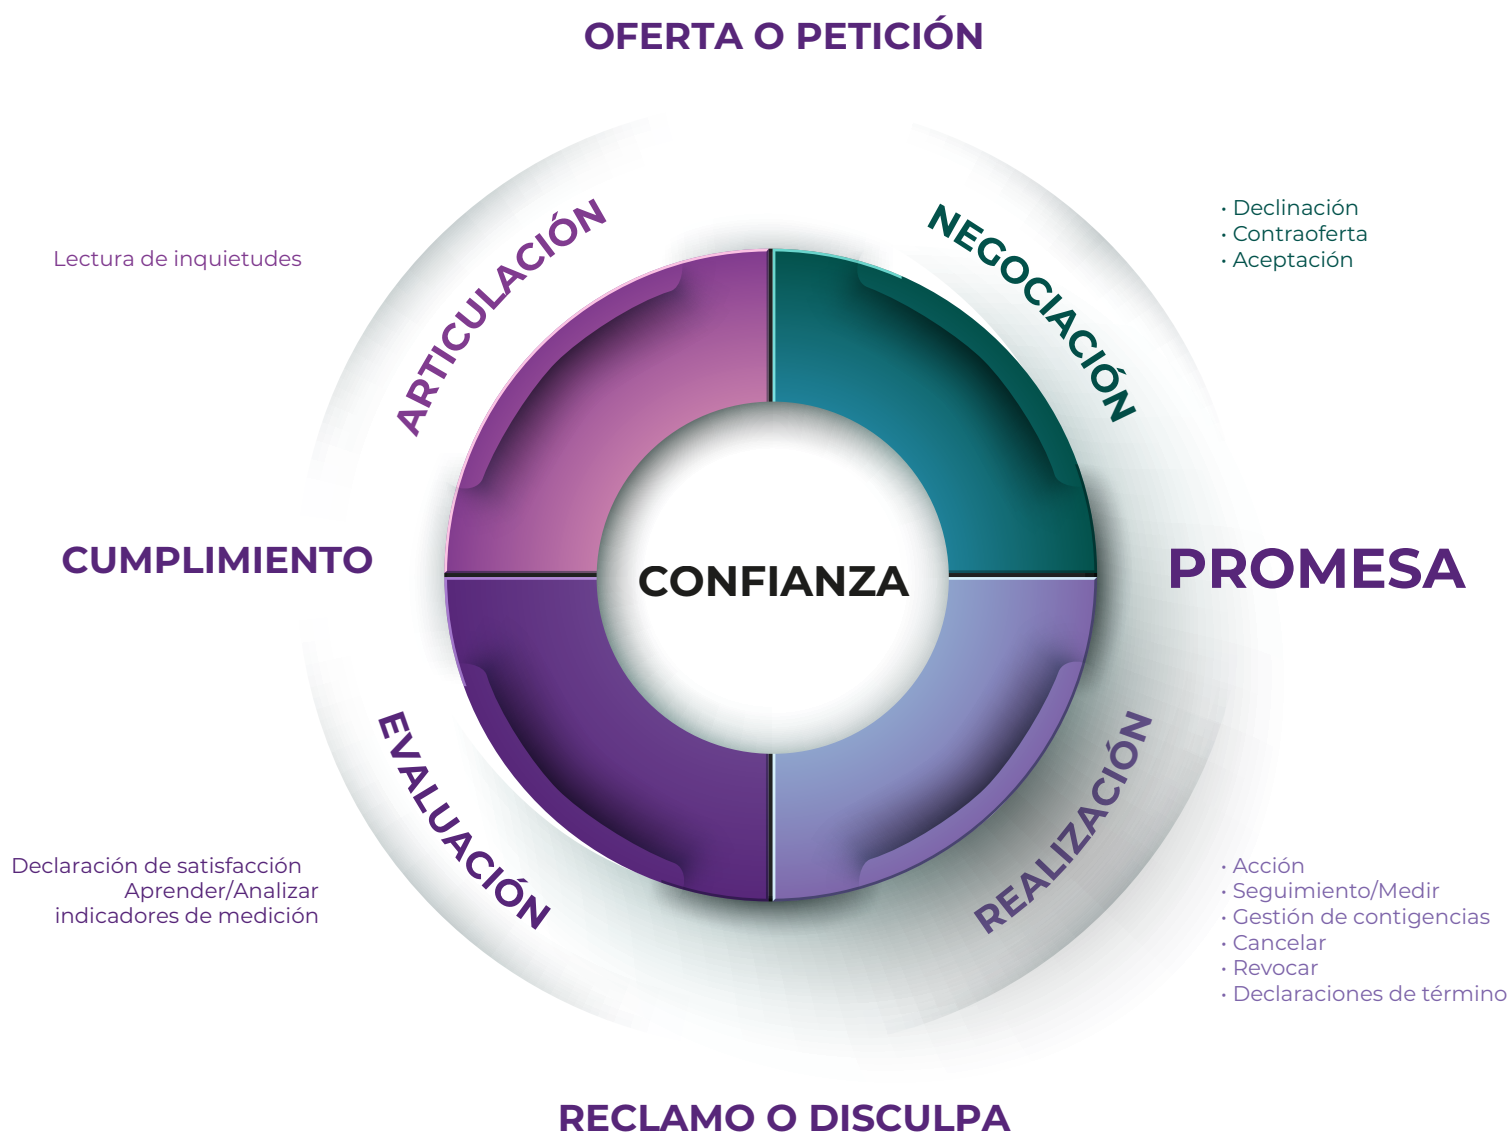 OFERTA O PETICIÓN
ARTICULACIÓN
NEGOCIACIÓN
Lectura de inquietudes
• Declinación
• Contraoferta
• Aceptación
CUMPLIMIENTO
CONFIANZA
PROMESA
EVALUACIÓN
REALIZACIÓN
Declaración de satisfacción
Aprender/Analizar
indicadores de medición
• Acción
• Seguimiento/Medir
• Gestión de contigencias
• Cancelar
• Revocar
• Declaraciones de término
RECLAMO O DISCULPA